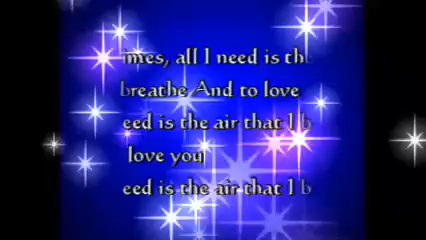 imes, all I need is th
breathe And to love
eed is the air that I b
love you
eed is the air that I b